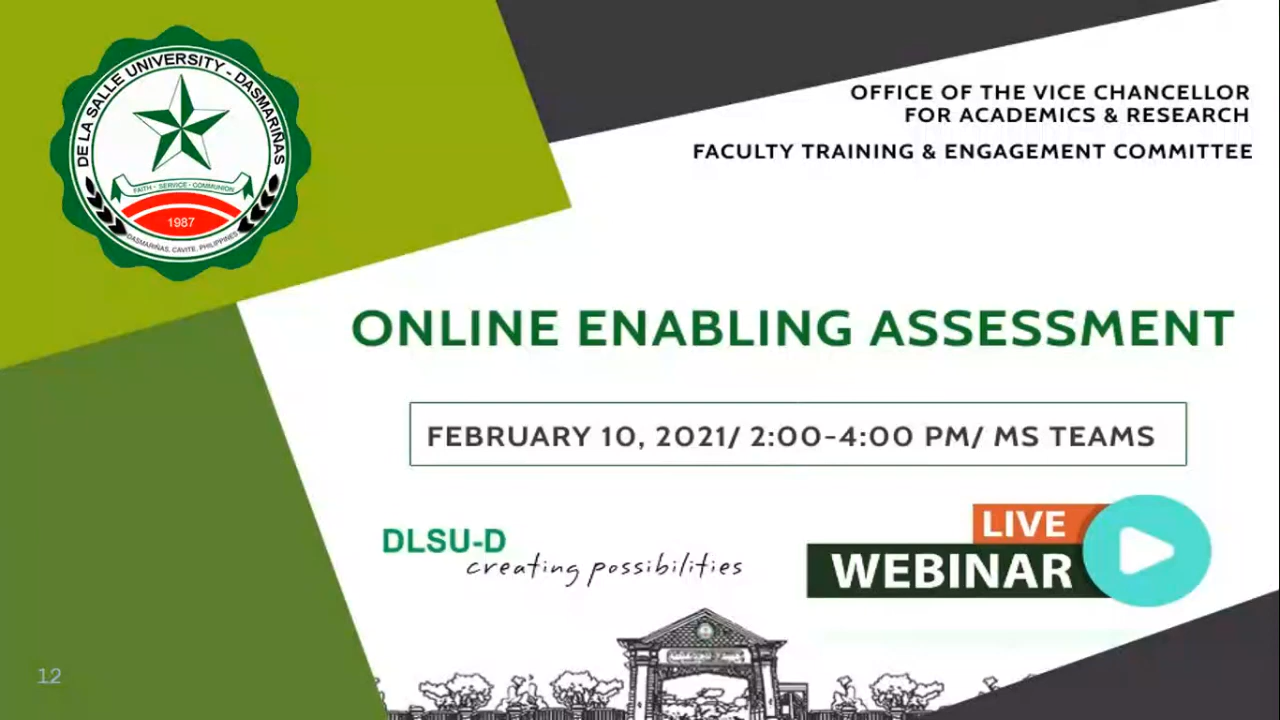 DE LA SALLE UNIVERSITY - DASMARIÑAS
FAITH - SERVICE - COMMUNION
1987
DASMARIÑAS, CAVITE, PHILIPPINES
OFFICE OF THE VICE CHANCELLOR
FOR ACADEMICS & RESEARCH
FACULTY TRAINING & ENGAGEMENT COMMITTEE
ONLINE ENABLING ASSESSMENT
FEBRUARY 10, 2021/ 2:00-4:00 PM/ MS TEAMS
DLSU-D
creating possibilities
LIVE
WEBINAR
12